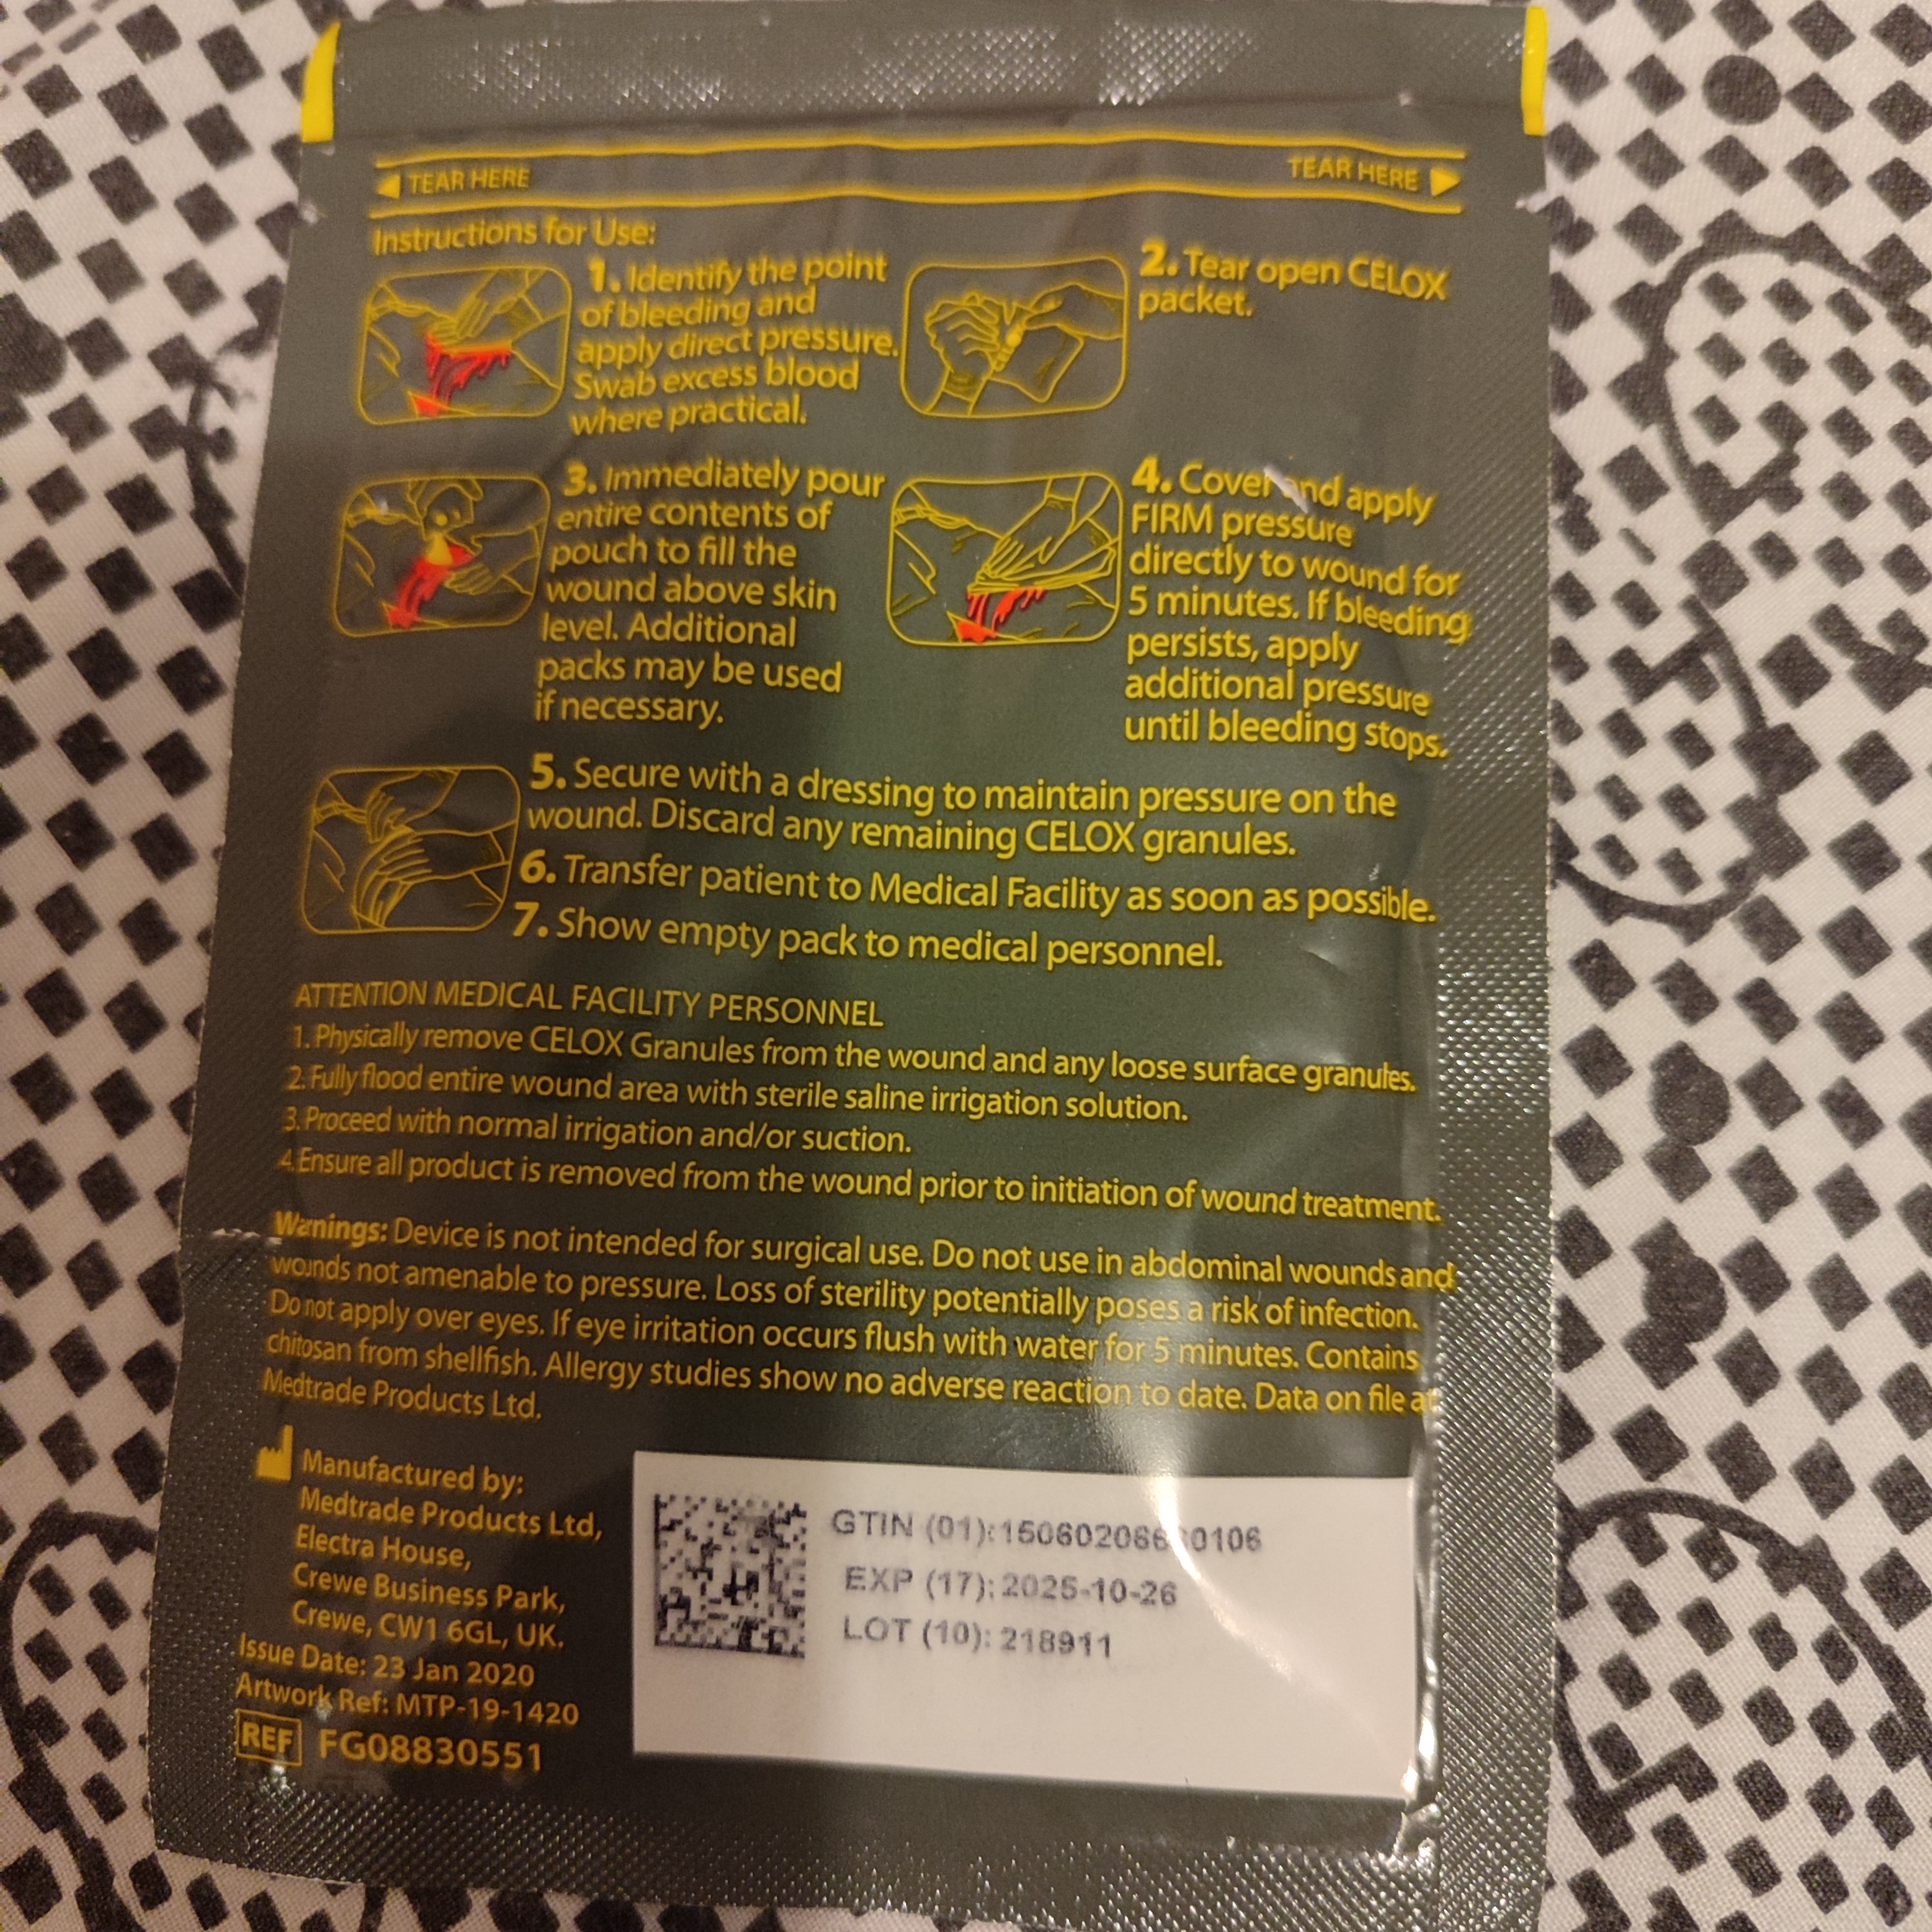 TEAR HERE TEAR HERE
Instructions for Use:
1. Identify the point
of bleeding and
apply direct pressure.
Swab excess blood
where practical.
2. Tear open CELOX
packet.
3. Immediately pour
entire contents of
pouch to fill the
wound above skin
level. Additional
packs may be used
if necessary.
4. Cover and apply
FIRM pressure
directly to wound for
5 minutes. If bleeding
persists, apply
additional pressure
until bleeding stops.
5. Secure with a dressing to maintain pressure on the
wound. Discard any remaining CELOX granules.
6. Transfer patient to Medical Facility as soon as possible.
7. Show empty pack to medical personnel.
ATTENTION MEDICAL FACILITY PERSONNEL
1. Physically remove CELOX Granules from the wound and any loose surface granules.
2. Fully flood entire wound area with sterile saline irrigation solution.
3. Proceed with normal irrigation and/or suction.
4. Ensure all product is removed from the wound prior to initiation of wound treatment.
Warnings: Device is not intended for surgical use. Do not use in abdominal wounds and
wounds not amenable to pressure. Loss of sterility potentially poses a risk of infection.
Do not apply over eyes. If eye irritation occurs flush with water for 5 minutes. Contains
chitosan from shellfish. Allergy studies show no adverse reaction to date. Data on file at
Medtrade Products Ltd.
Manufactured by:
Medtrade Products Ltd,
Electra House,
Crewe Business Park,
Crewe, CW1 6GL, UK.
Issue Date: 23 Jan 2020
Artwork Ref: MTP-19-1420
REF FG08830551
GTIN (01):
EXP (17): 2025-10-26
LOT (10): 218911